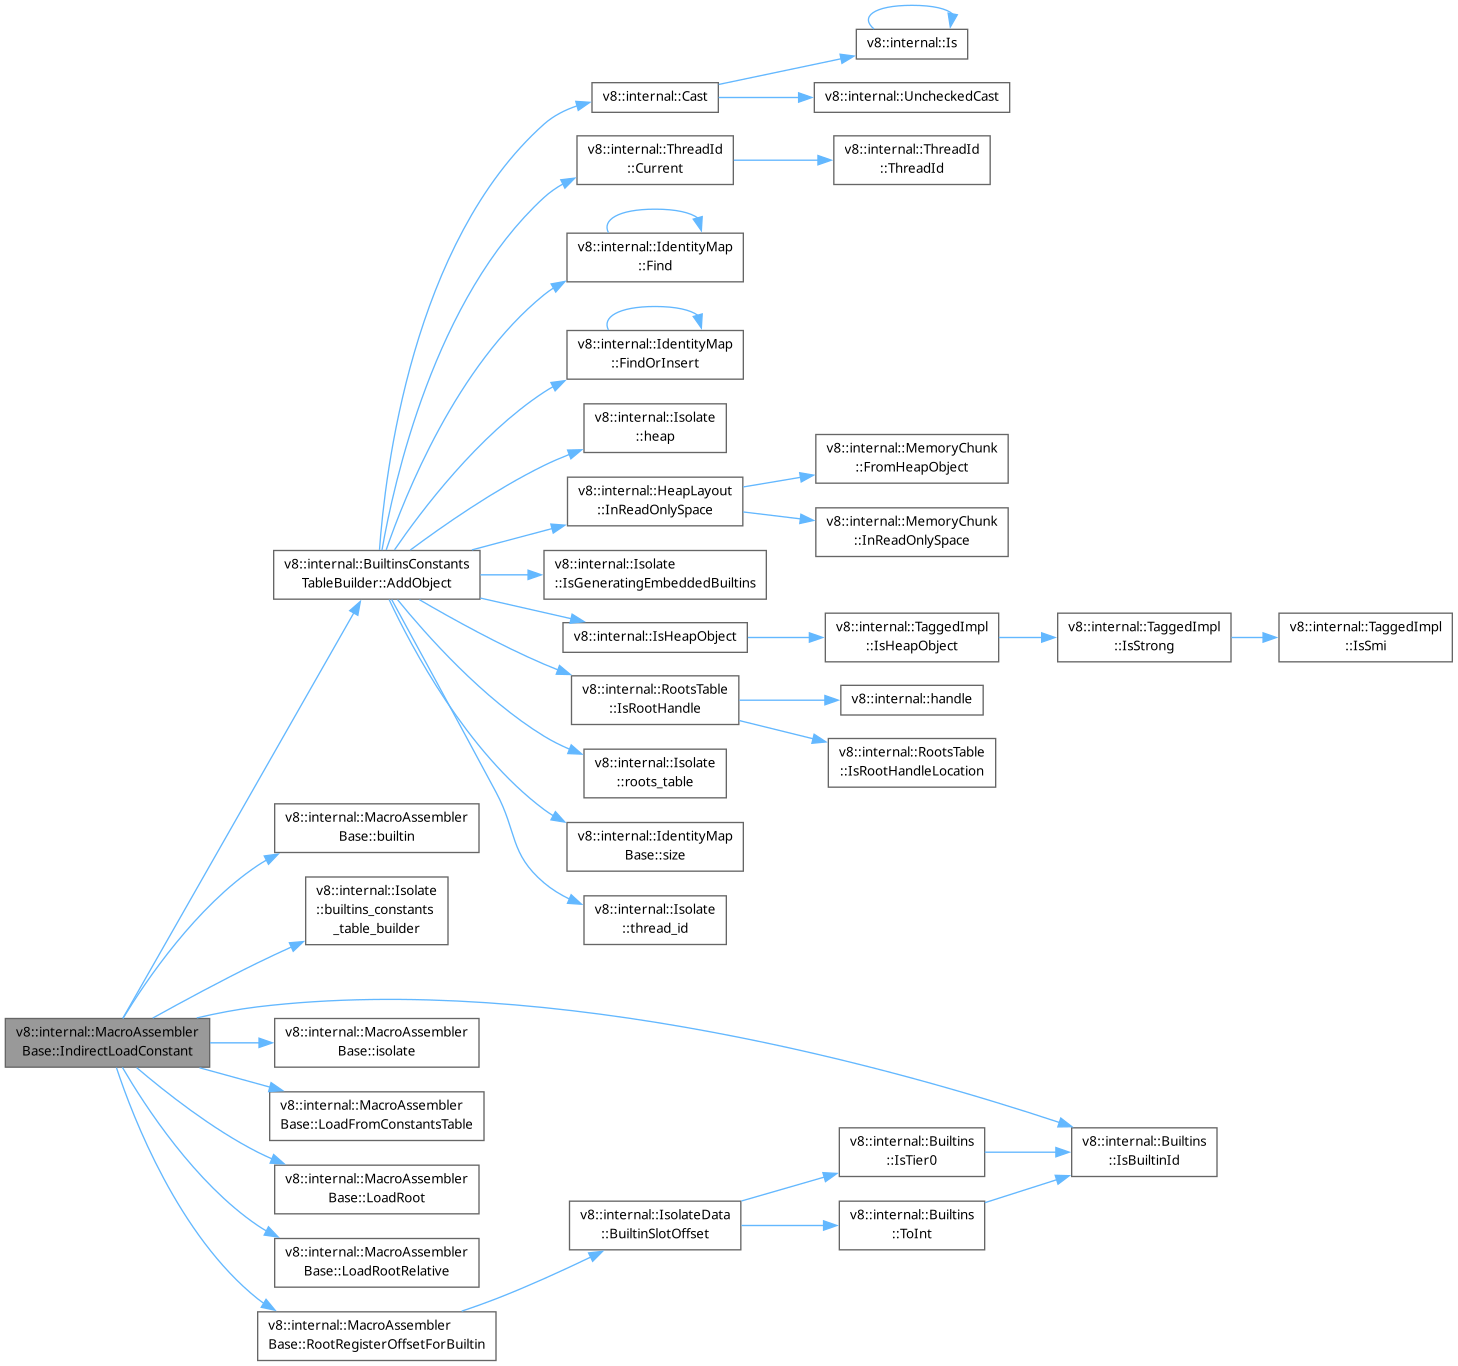 v8::internal::Is
v8::internal::Cast
v8::internal::UncheckedCast
v8::internal::ThreadId
::Current
v8::internal::ThreadId
::ThreadId
v8::internal::IdentityMap
::Find
v8::internal::IdentityMap
::FindOrInsert
v8::internal::Isolate
::heap
v8::internal::MemoryChunk
::FromHeapObject
v8::internal::HeapLayout
::InReadOnlySpace
v8::internal::MemoryChunk
::InReadOnlySpace
v8::internal::BuiltinsConstants
TableBuilder::AddObject
v8::internal::Isolate
::IsGeneratingEmbeddedBuiltins
v8::internal::IsHeapObject
v8::internal::TaggedImpl
::IsHeapObject
v8::internal::TaggedImpl
::IsStrong
v8::internal::TaggedImpl
::IsSmi
v8::internal::RootsTable
::IsRootHandle
v8::internal::handle
v8::internal::RootsTable
::IsRootHandleLocation
v8::internal::Isolate
::roots_table
v8::internal::MacroAssembler
Base::builtin
v8::internal::IdentityMap
Base::size
v8::internal::Isolate
::builtins_constants
_table_builder
v8::internal::Isolate
::thread_id
v8::internal::MacroAssembler
Base::IndirectLoadConstant
v8::internal::MacroAssembler
Base::isolate
v8::internal::MacroAssembler
Base::LoadFromConstantsTable
v8::internal::Builtins
::IsTier0
v8::internal::Builtins
::IsBuiltinId
v8::internal::MacroAssembler
Base::LoadRoot
v8::internal::IsolateData
::BuiltinSlotOffset
v8::internal::Builtins
::ToInt
v8::internal::MacroAssembler
Base::LoadRootRelative
v8::internal::MacroAssembler
Base::RootRegisterOffsetForBuiltin